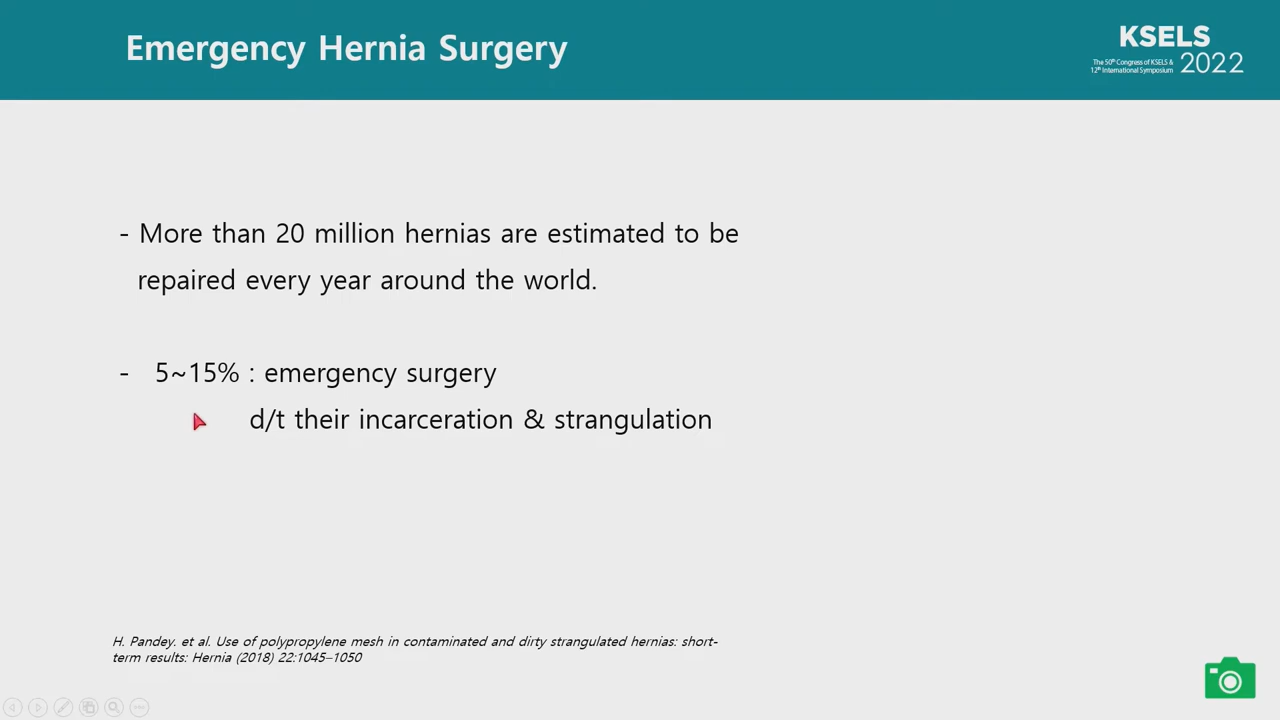 Emergency Hernia Surgery
KSELS
The 50th Congress of KSELS &
12th International Symposium
2022
- More than 20 million hernias are estimated to be
repaired every year around the world.
- 5~15% : emergency surgery
d/t their incarceration & strangulation
H. Pandey. et al. Use of polypropylene mesh in contaminated and dirty strangulated hernias: short-
term results: Hernia (2018) 22:1045–1050